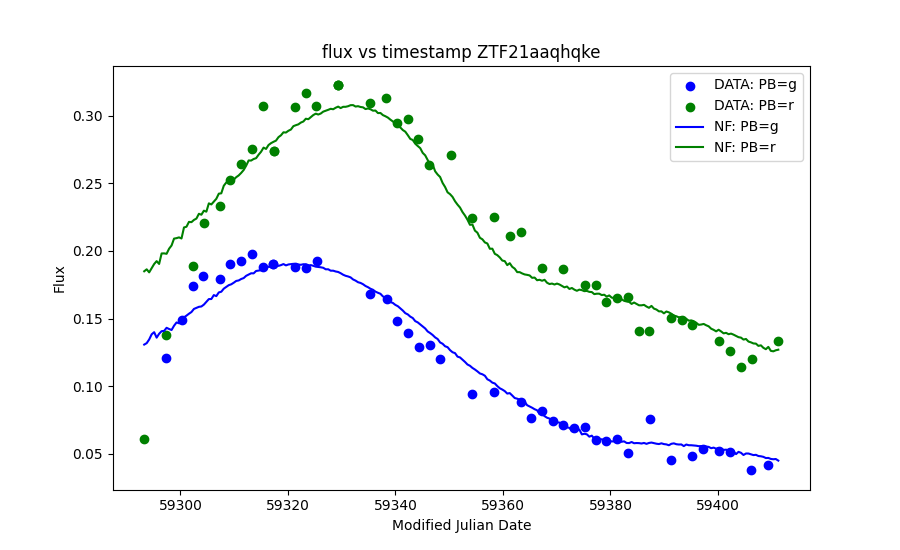 flux vs timestamp ZTF21aaqhqke
DATA: PB=g
DATA: PB=r
NF: PB=g
NF: PB=r
0.30
0.25
0.20
0.15
0.10
0.05
Flux
59300 59320 59340 59360 59380 59400
Modified Julian Date